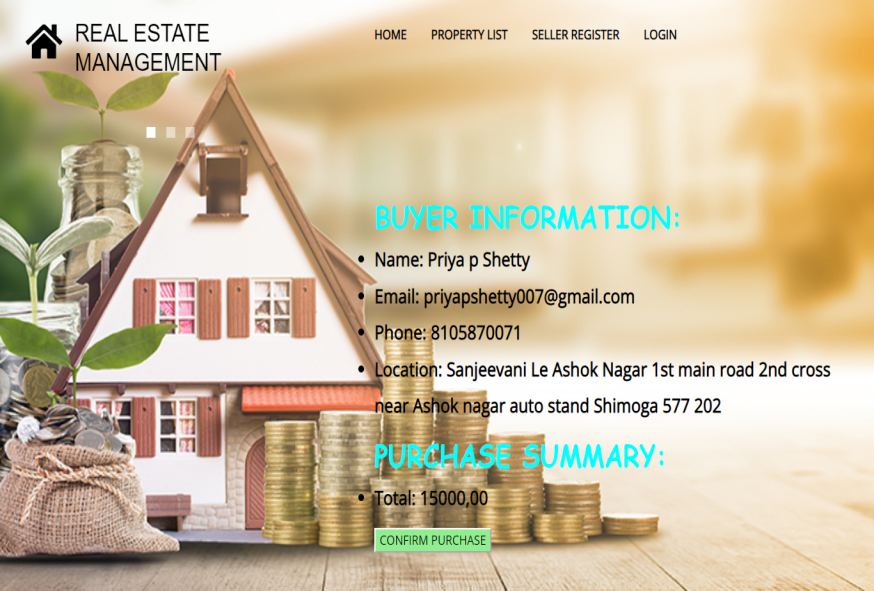 REAL ESTATE
MANAGEMENT
HOME PROPERTY LIST SELLER REGISTER LOGIN
BUYER INFORMATION:
• Name: Priya p Shetty
• Email: priyapshetty007@gmail.com
• Phone: 8105870071
• Location: Sanjeevani Le Ashok Nagar 1st main road 2nd cross
near Ashok nagar auto stand Shimoga 577 202
PURCHASE SUMMARY:
• Total: 15000,00
CONFIRM PURCHASE